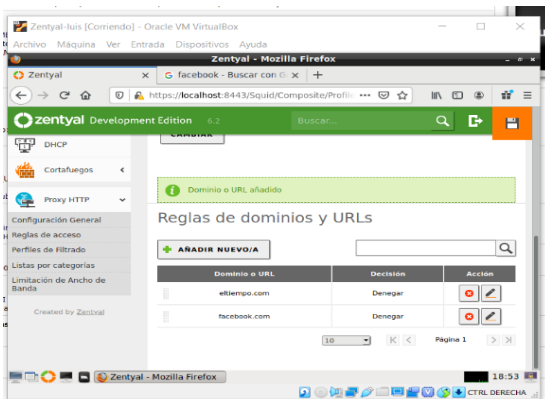 Zentyal-luis [Corriendo] - Oracle VM VirtualBox
Archivo Máquina Ver Entrada Dispositivos Ayuda
Zentyal - Mozilla Firefox
Zentyal
facebook - Buscar con G
https://localhost:8443/Squid/Composite/Profile
zentyal Development Edition 6.2
Buscar...
DHCP
CAMBIAR
Cortafuegos
Dominio o URL añadido
Proxy HTTP
Reglas de dominios y URLs
Configuración General
Reglas de acceso
AÑADIR NUEVO/A
Perfiles de Filtrado
Listas por categorías
Dominio o URL Decisión Acción
Limitación de Ancho de
Banda
eltiempo.com Denegar
Created by Zentyal
facebook.com Denegar
10 Página 1
Zentyal - Mozilla Firefox
18:53
CTRL DERECHA